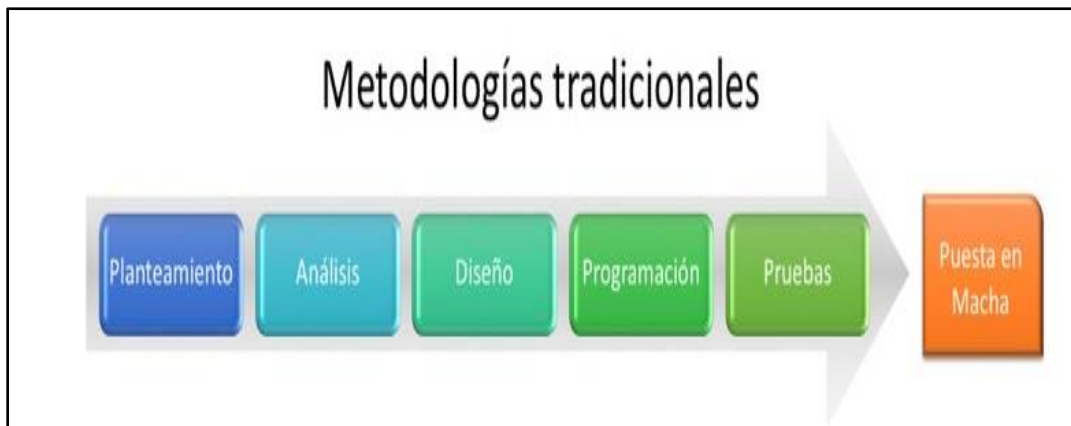 Metodologías tradicionales
Planteamiento
Análisis
Diseño
Programación
Pruebas
Puesta en
Macha